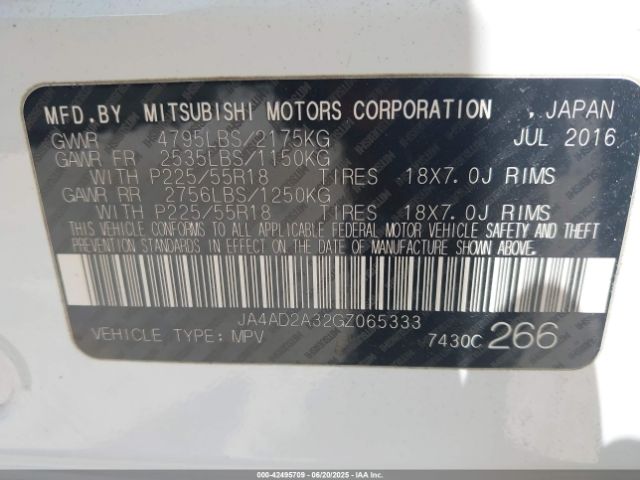 MFD.BY MITSUBISHI MOTORS CORPORATION , JAPAN
GVWR 4795LBS/2175KG JUL 2016
GAWR FR 2535LBS/1150KG
WITH P225/55R18 TIRES 18X7.0J RIMS
GAWR RR 2756LBS/1250KG
WITH P225/55R18 TIRES 18X7.0J RIMS
THIS VEHICLE CONFORMS TO ALL APPLICABLE FEDERAL MOTOR VEHICLE SAFETY AND THEFT
PREVENTION STANDARDS IN EFFECT ON THE DATE OF MANUFACTURE SHOWN ABOVE.
JA4AD2A32GZ065333
VEHICLE TYPE: MPV 7430C 266
000-42495709 - 06/20/2025 - IAAI.COM